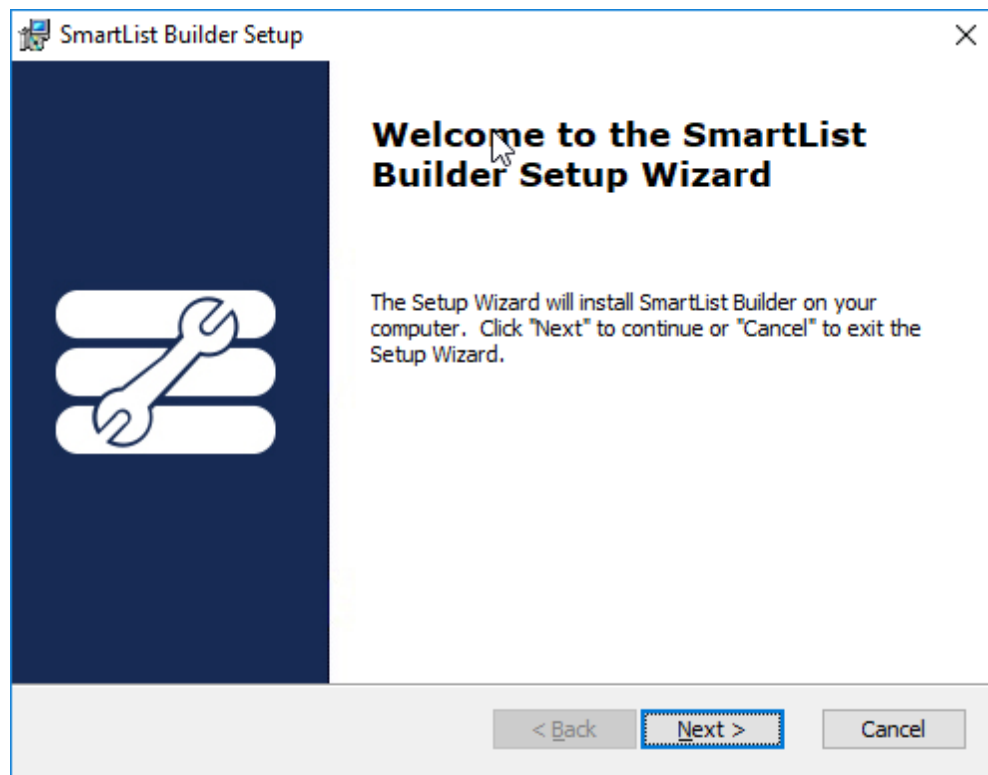 SmartList Builder Setup
Welcome to the SmartList
Builder Setup Wizard
The Setup Wizard will install SmartList Builder on your
computer.  Click "Next" to continue or "Cancel" to exit the
Setup Wizard.
< Back
Next >
Cancel